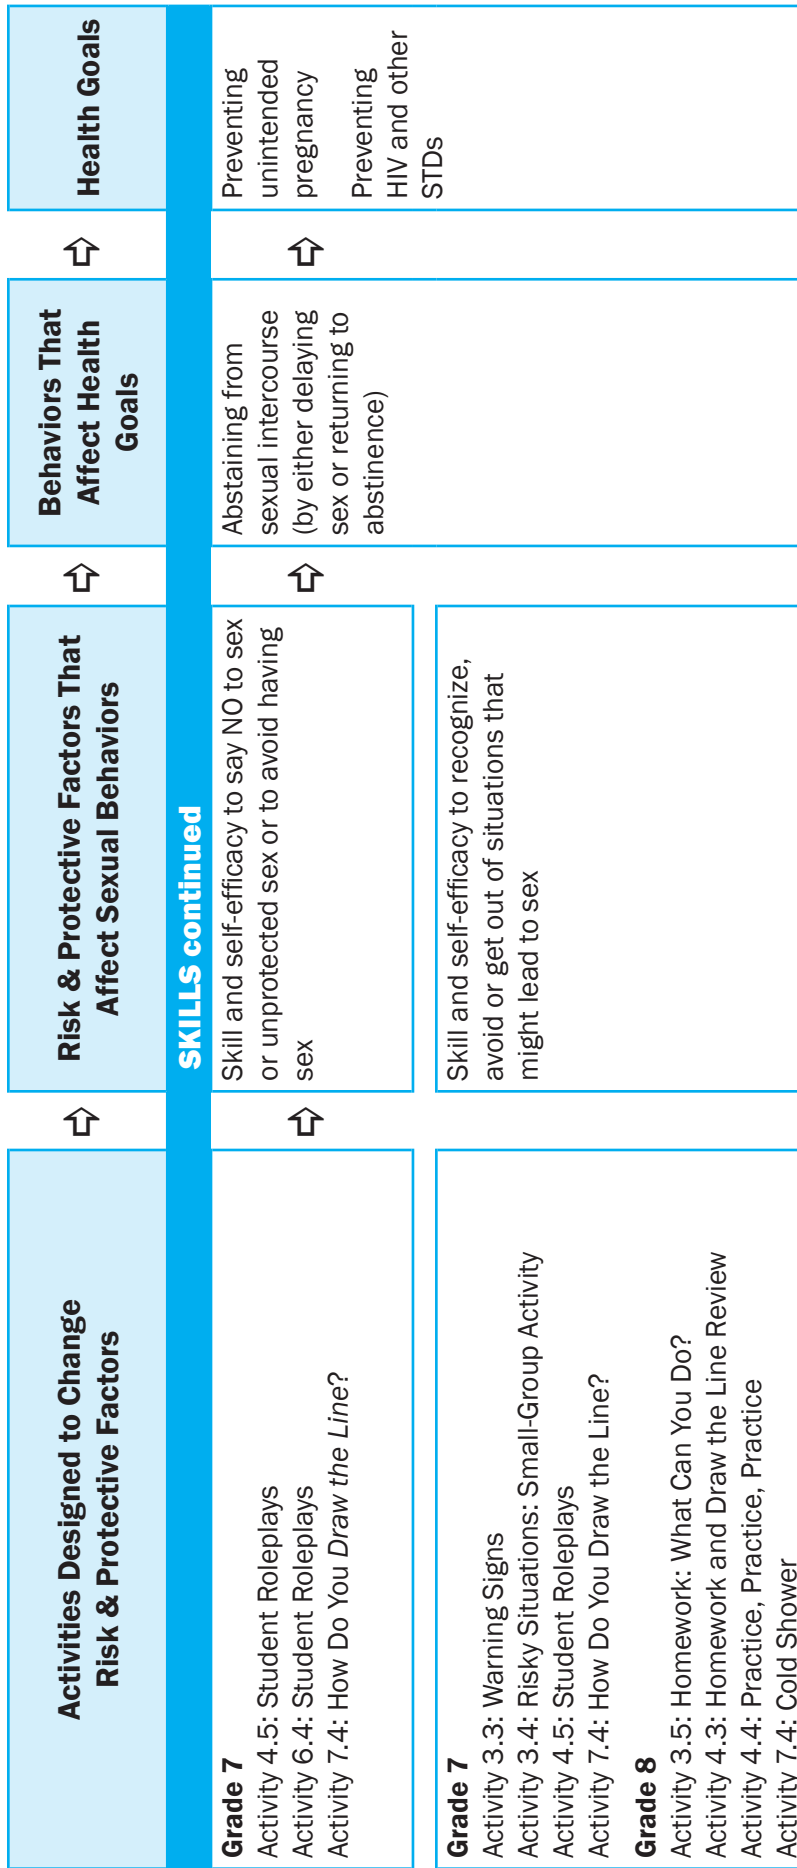 Activities Designed to Change
Risk & Protective Factors
Risk & Protective Factors That
Affect Sexual Behaviors
Behaviors That
Affect Health
Goals
Health Goals
SKILLS continued
Grade 7
Activity 4.5: Student Roleplays
Activity 6.4: Student Roleplays
Activity 7.4: How Do You Draw the Line?
Skill and self-efficacy to say NO to sex
or unprotected sex or to avoid having
sex
Abstaining from
sexual intercourse
(by either delaying
sex or returning to
abstinence)
Preventing
unintended
pregnancy
Preventing
HIV and other
STDs
Grade 7
Activity 3.3: Warning Signs
Activity 3.4: Risky Situations: Small-Group Activity
Activity 4.5: Student Roleplays
Activity 7.4: How Do You Draw the Line?
Grade 8
Activity 3.5: Homework: What Can You Do?
Activity 4.3: Homework and Draw the Line Review
Activity 4.4: Practice, Practice, Practice
Activity 7.4: Cold Shower
Skill and self-efficacy to recognize,
avoid or get out of situations that
might lead to sex